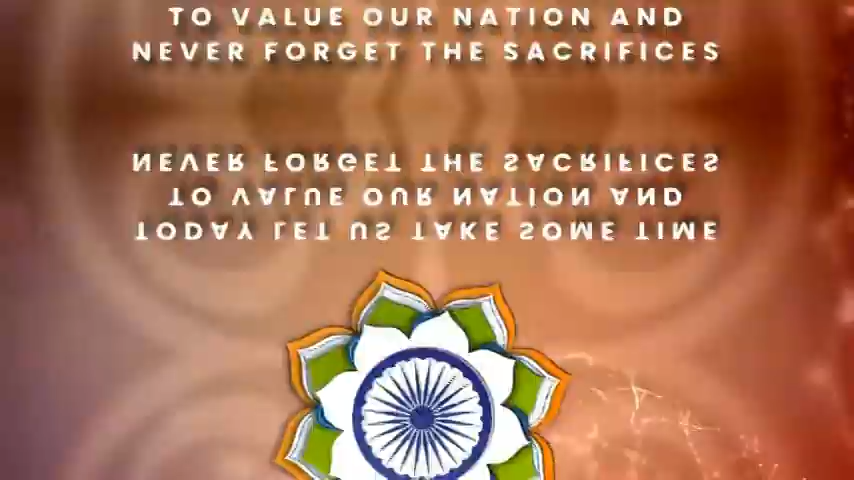 TO VALUE OUR NATION AND
NEVER FORGET THE SACRIFICES
NEVER FORGET THE SACRIFICES
TO VALUE OUR NATION AND
TODAY LET US TAKE SOME TIME